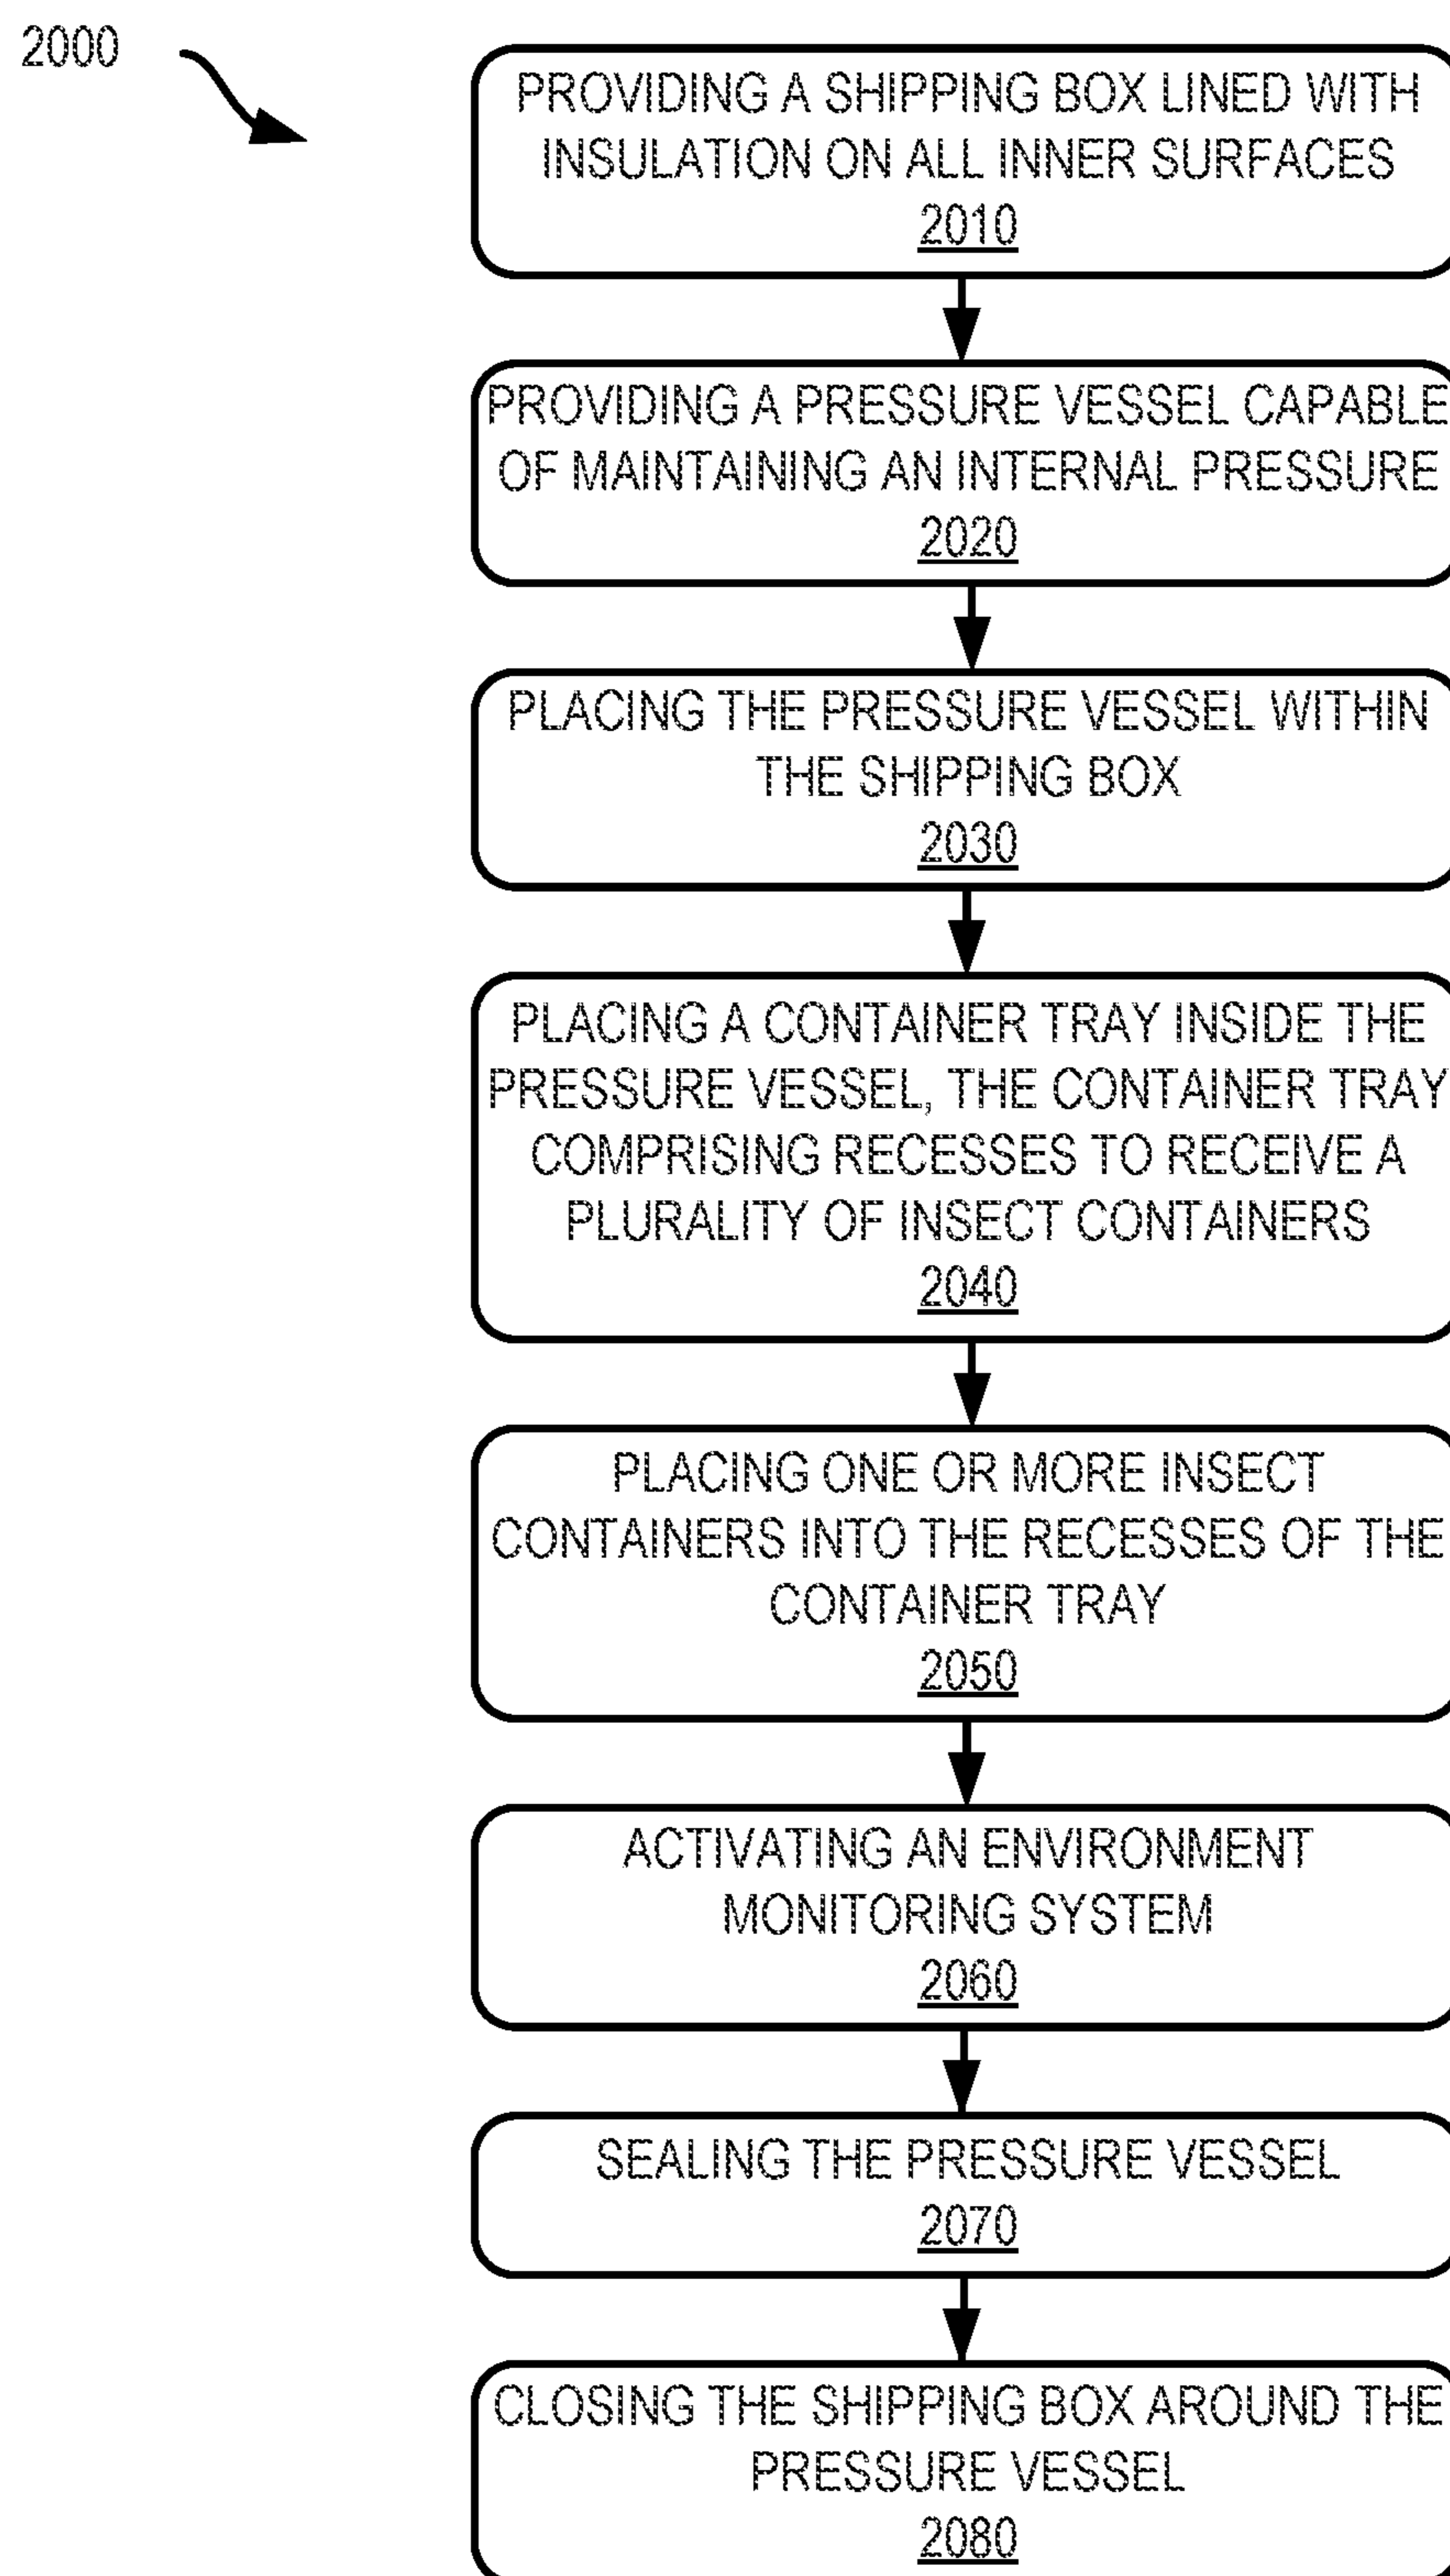 2000
PROVIDING A SHIPPING BOX LINED WITH
INSULATION ON ALL INNER SURFACES
2010
PROVIDING A PRESSURE VESSEL CAPABLE
OF MAINTAINING AN INTERNAL PRESSURE
2020
PLACING THE PRESSURE VESSEL WITHIN
THE SHIPPING BOX
2030
PLACING A CONTAINER TRAY INSIDE THE
PRESSURE VESSEL, THE CONTAINER TRAY
COMPRISING RECESSES TO RECEIVE A
PLURALITY OF INSECT CONTAINERS
2040
PLACING ONE OR MORE INSECT
CONTAINERS INTO THE RECESSES OF THE
CONTAINER TRAY
2050
ACTIVATING AN ENVIRONMENT
MONITORING SYSTEM
2060
SEALING THE PRESSURE VESSEL
2070
CLOSING THE SHIPPING BOX AROUND THE
PRESSURE VESSEL
2080